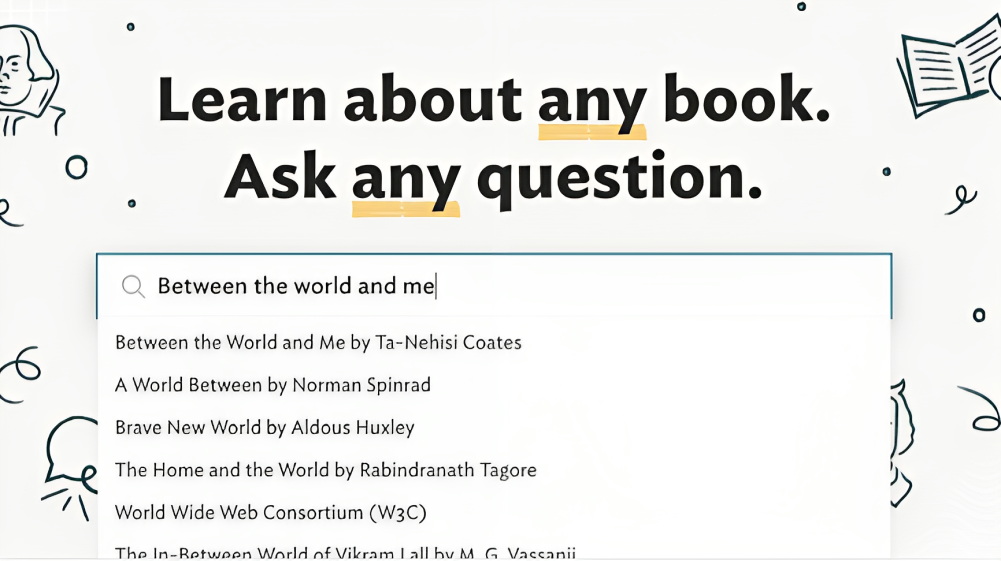 Learn about any book.
Ask any question.
Between the world and me
Between the World and Me by Ta-Nehisi Coates
A World Between by Norman Spinrad
Brave New World by Aldous Huxley
The Home and the World by Rabindranath Tagore
World Wide Web Consortium (W3C)
The In-Between World of Vikram Lall by M. G. Vassanji